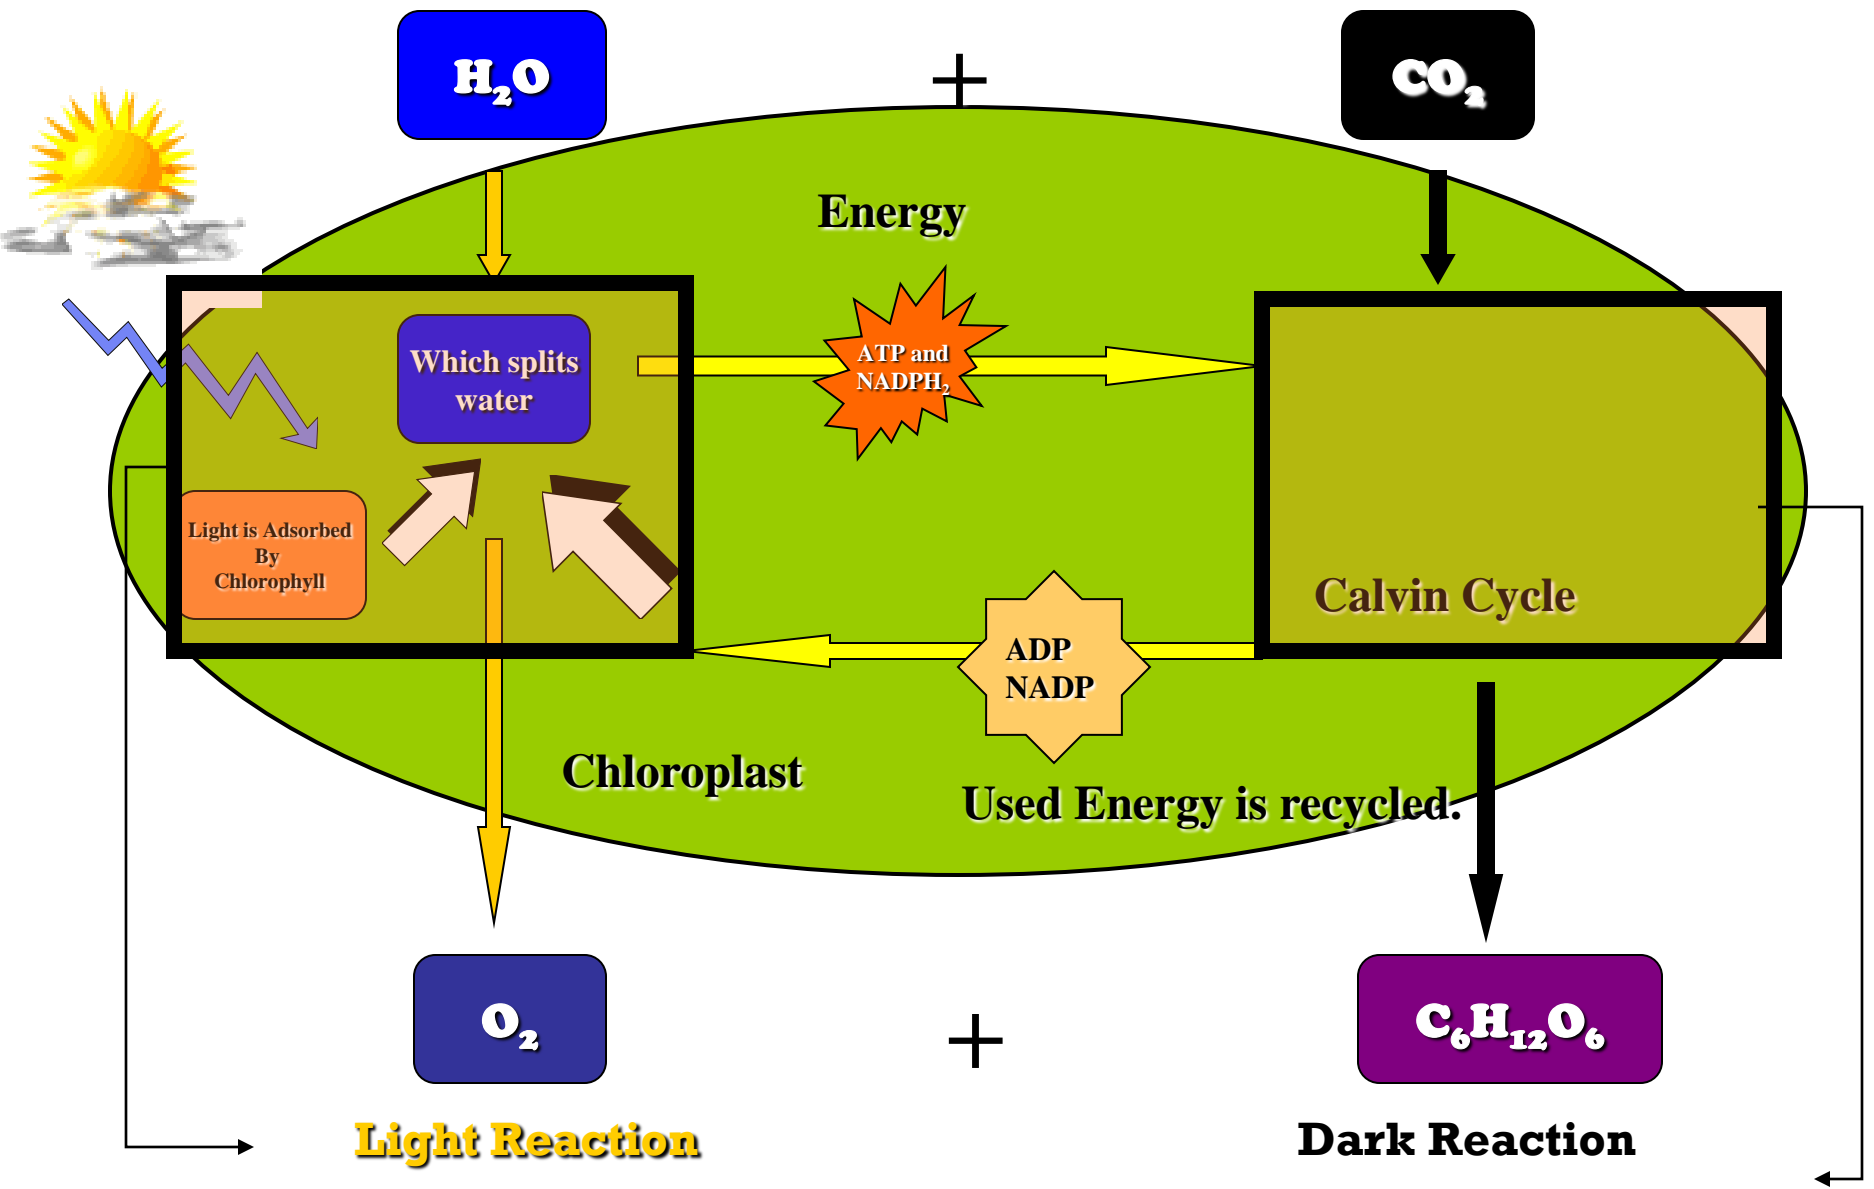 H₂O
+
CO₂
Energy
Which splits
water
ATP and
NADPH₂
Light is Adsorbed
By
Chlorophyll
Calvin Cycle
ADP
NADP
Chloroplast
Used Energy is recycled.
O₂
+
C₆H₁₂O₆
Light Reaction
Dark Reaction